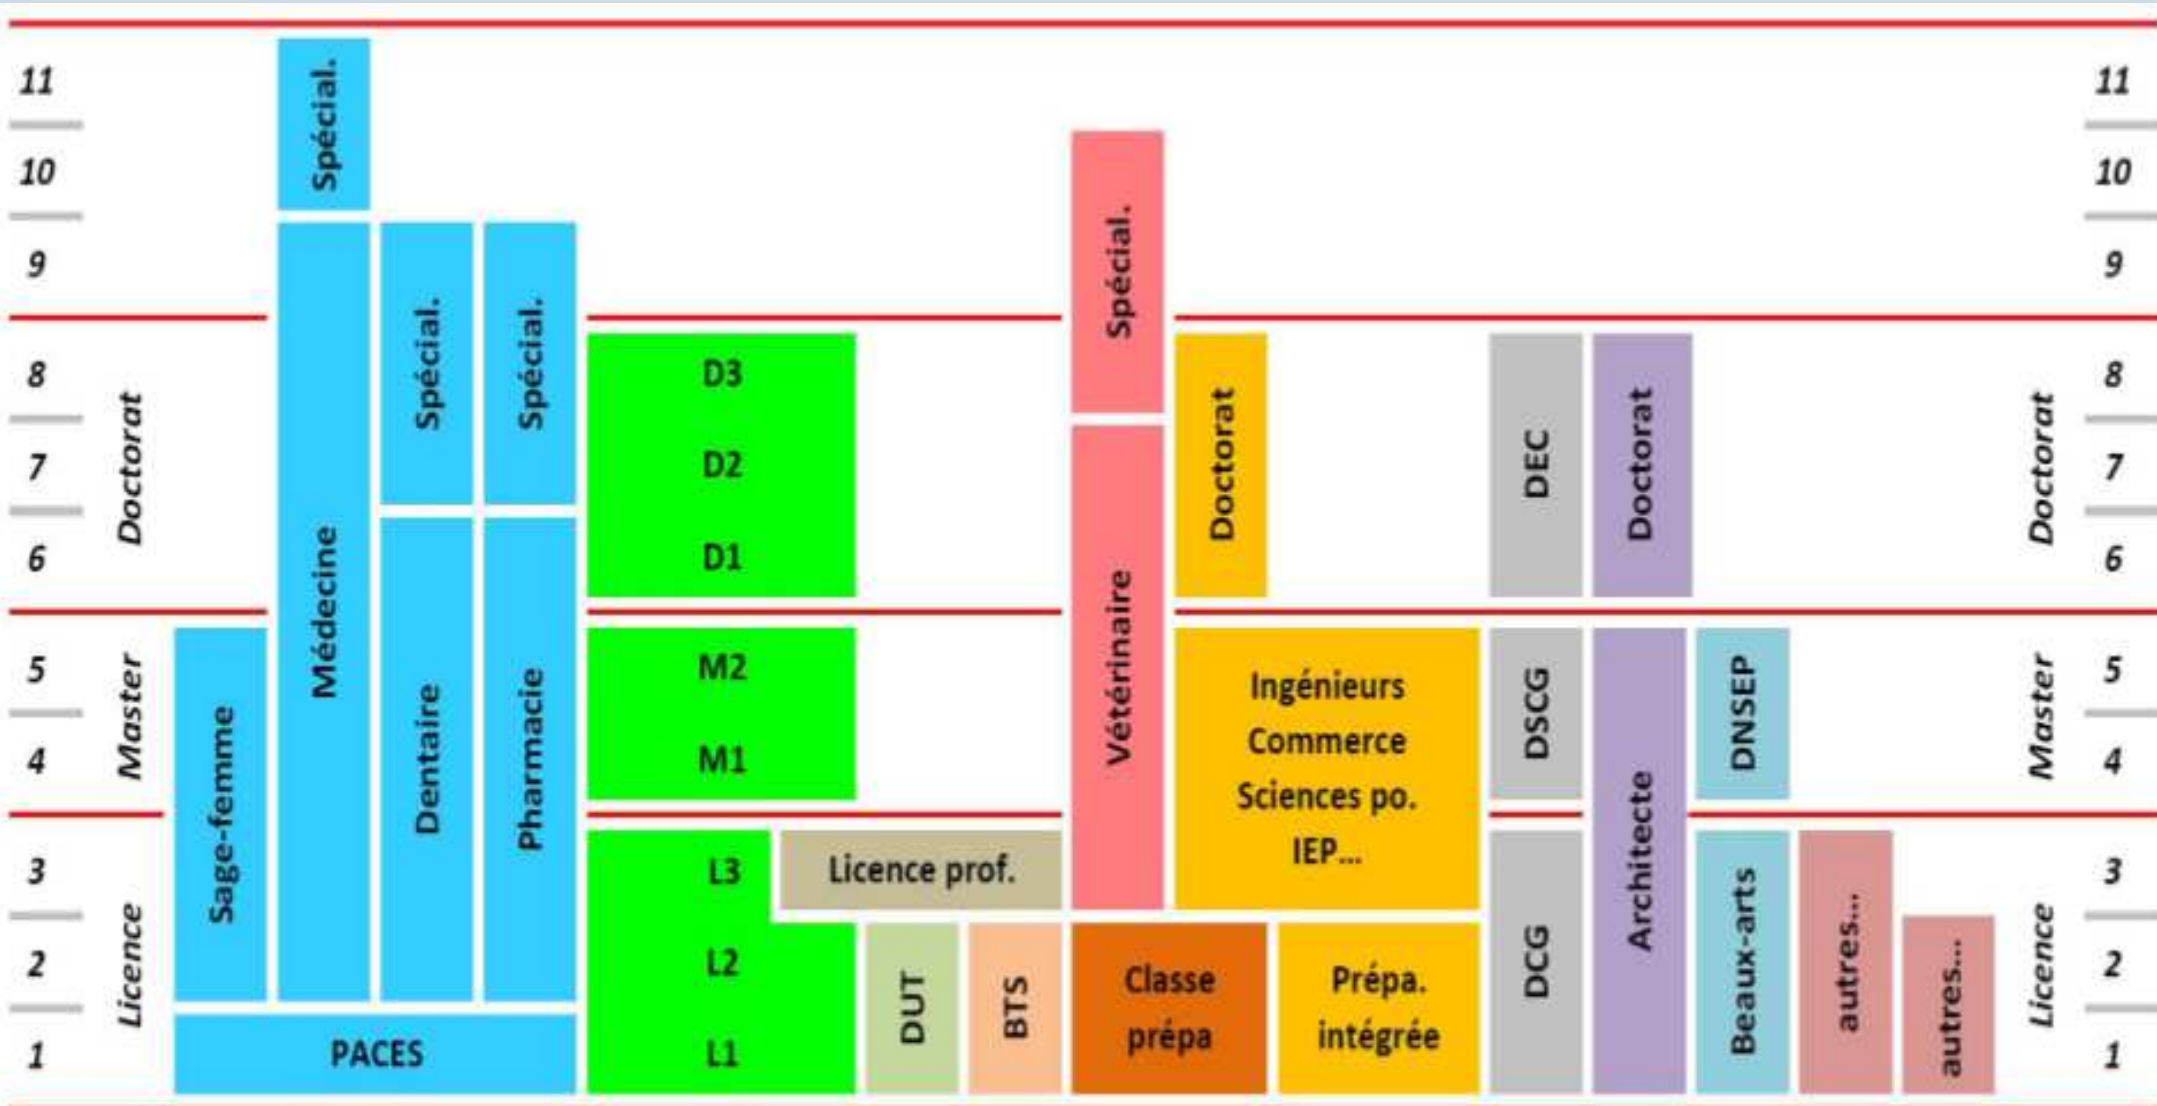 11
Spécial.
11
10
10
9
Spécial.
Spécial.
Spécial.
9
8
Doctorat
Médecine
D3
Doctorat
DEC
Doctorat
Doctorat
8
7
D2
7
6
D1
6
5
Master
Sage-femme
Dentaire
Pharmacie
M2
Vétérinaire
Ingénieurs
Commerce
Sciences po.
IEP...
DSCG
Architecte
DNSEP
Master
5
4
M1
4
3
Licence
L3
Licence prof.
DCG
Beaux-arts
autres...
autres...
Licence
3
2
L2
DUT
BTS
Classe
prépa
Prépa.
intégrée
2
1
PACES
L1
1